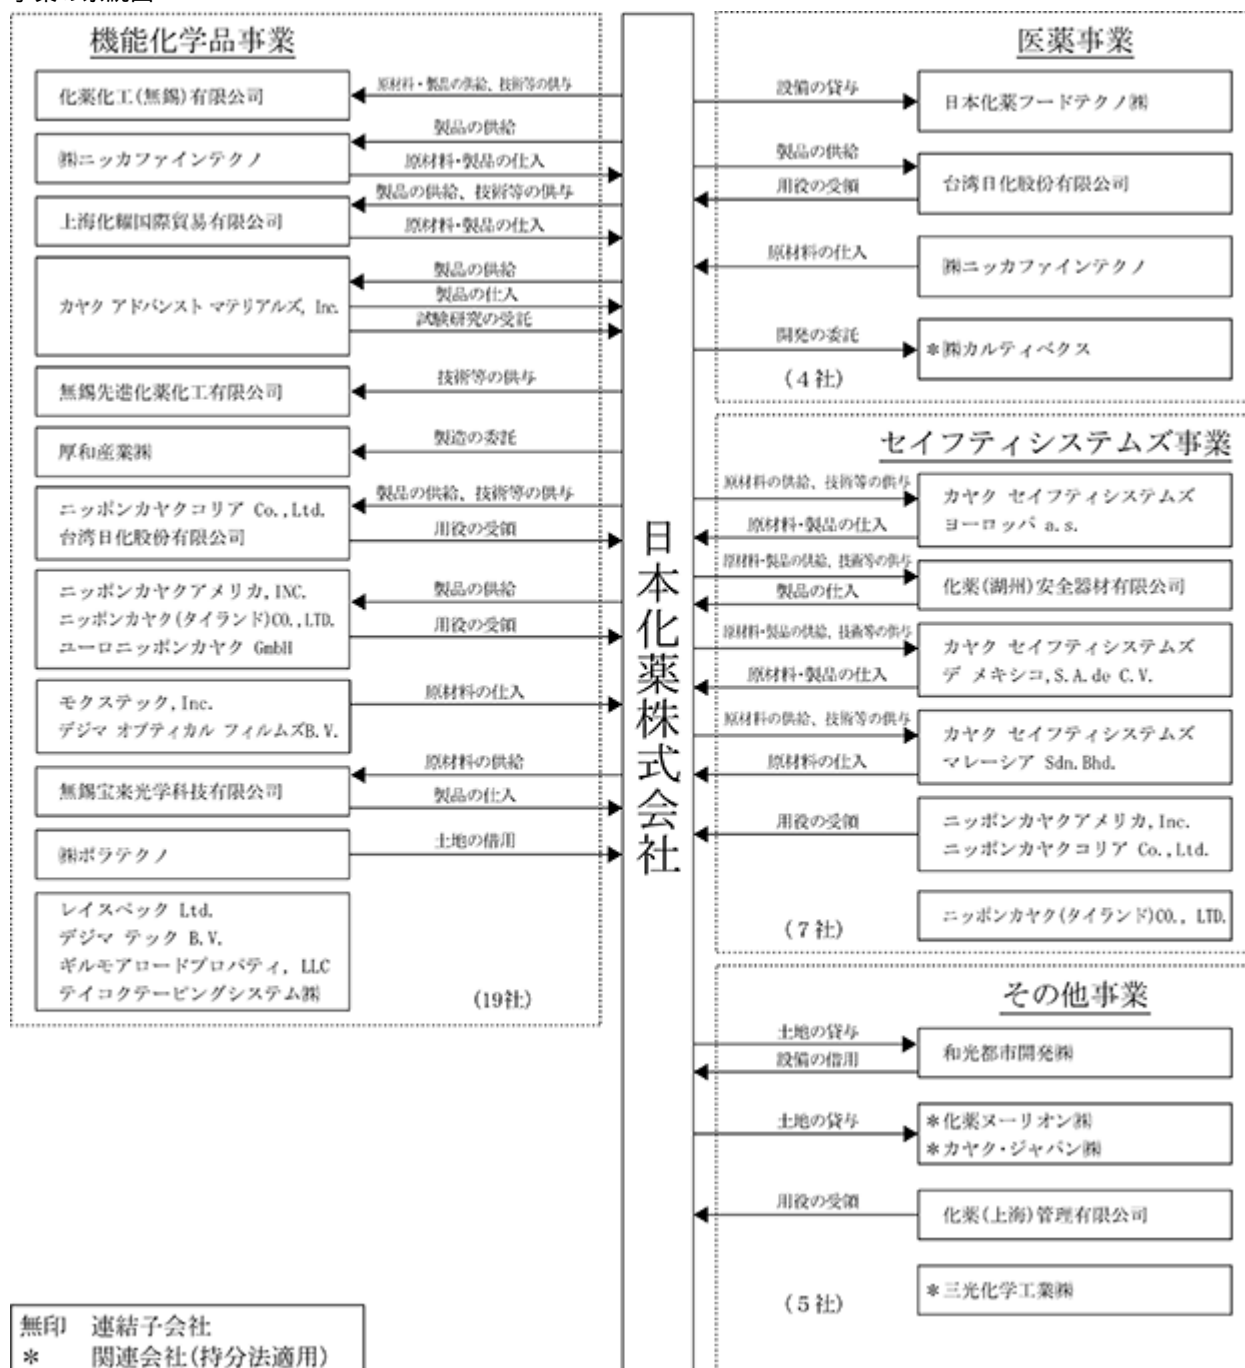 機能化学品事業
化薬化工(無錫)有限公司
原材料・製品の供給、技術等の供与
㈱ニッカファインテクノ
製品の供給
原材料・製品の仕入
上海化耀国際貿易有限公司
製品の供給、技術等の供与
原材料・製品の仕入
カヤク アドバンスト マテリアルズ, Inc.
製品の供給
製品の仕入
試験研究の受託
無錫先進化薬化工有限公司
技術等の供与
厚和産業㈱
製造の委託
ニッポンカヤクコリア Co.,Ltd.
台湾日化股份有限公司
製品の供給、技術等の供与
用役の受領
ニッポンカヤクアメリカ,INC.
ニッポンカヤク(タイランド)CO.,LTD.
ユーロニッポンカヤク GmbH
製品の供給
用役の受領
モクステック,Inc.
デジマ オプティカル フィルムズB.V.
原材料の仕入
無錫宝来光学科技有限公司
原材料の供給
製品の仕入
㈱ポラテクノ
土地の借用
レイスペック Ltd.
デジマ テック B.V.
ギルモアロードプロパティ, LLC
テイコクテーピングシステム㈱
(19社)
日本化薬株式会社
医薬事業
設備の貸与
日本化薬フードテクノ㈱
製品の供給
用役の受領
台湾日化股份有限公司
原材料の仕入
㈱ニッカファインテクノ
開発の委託
*㈱カルティベクス
(4社)
セイフティシステムズ事業
原材料の供給、技術等の供与
原材料・製品の仕入
カヤク セイフティシステムズ
ヨーロッパ a.s.
原材料・製品の供給、技術等の供与
製品の仕入
化薬(湖州)安全器材有限公司
原材料・製品の供給、技術等の供与
原材料・製品の仕入
カヤク セイフティシステムズ
デ メキシコ,S.A.de C.V.
原材料の供給、技術等の供与
原材料の仕入
カヤク セイフティシステムズ
マレーシア Sdn.Bhd.
用役の受領
ニッポンカヤクアメリカ,Inc.
ニッポンカヤクコリア Co.,Ltd.
ニッポンカヤク(タイランド)CO., LTD.
(7社)
その他事業
土地の貸与
設備の借用
和光都市開発㈱
土地の貸与
*化薬ヌーリオン㈱
*カヤク・ジャパン㈱
用役の受領
化薬(上海)管理有限公司
*三光化学工業㈱
(5社)
無印 連結子会社
* 関連会社(持分法適用)